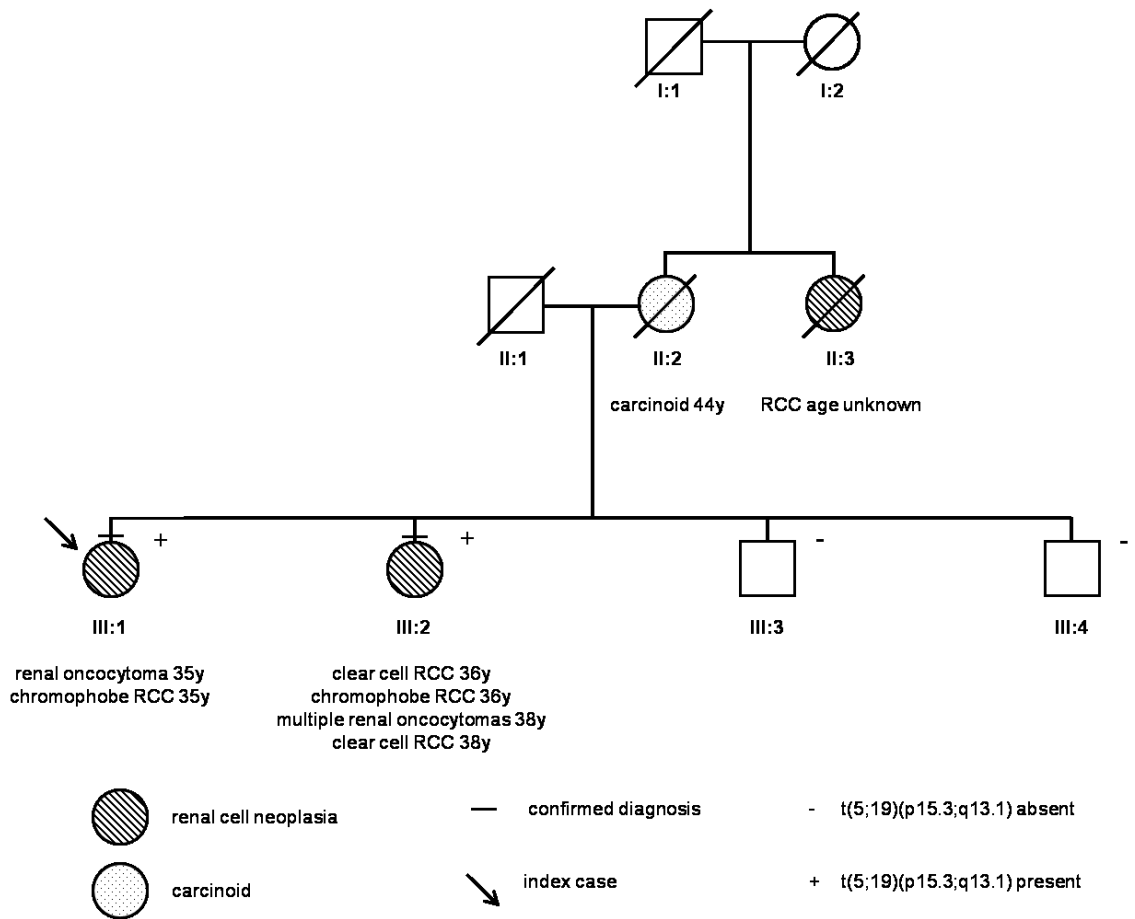 I:1 I:2
II:1 II:2 II:3
carcinoid 44y RCC age unknown
+ + - -
III:1 III:2 III:3 III:4
renal oncocytoma 35y clear cell RCC 36y
chromophobe RCC 35y chromophobe RCC 36y
multiple renal oncocytomas 38y
clear cell RCC 38y
renal cell neoplasia — confirmed diagnosis - t(5;19)(p15.3;q13.1) absent
carcinoid index case + t(5;19)(p15.3;q13.1) present